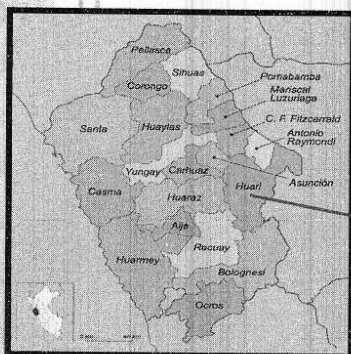 Pallasca
Sihuas
Corongo
Pomabamba
Mariscal
Luzuriaga
Santa
Huaylas
C. F. Fitzcarrald
Antonio
Raymondi
Yungay
Carhuaz
Asunción
Casma
Huari
Huaraz
Aija
Recuay
Huarmey
Bolognesi
Ocros